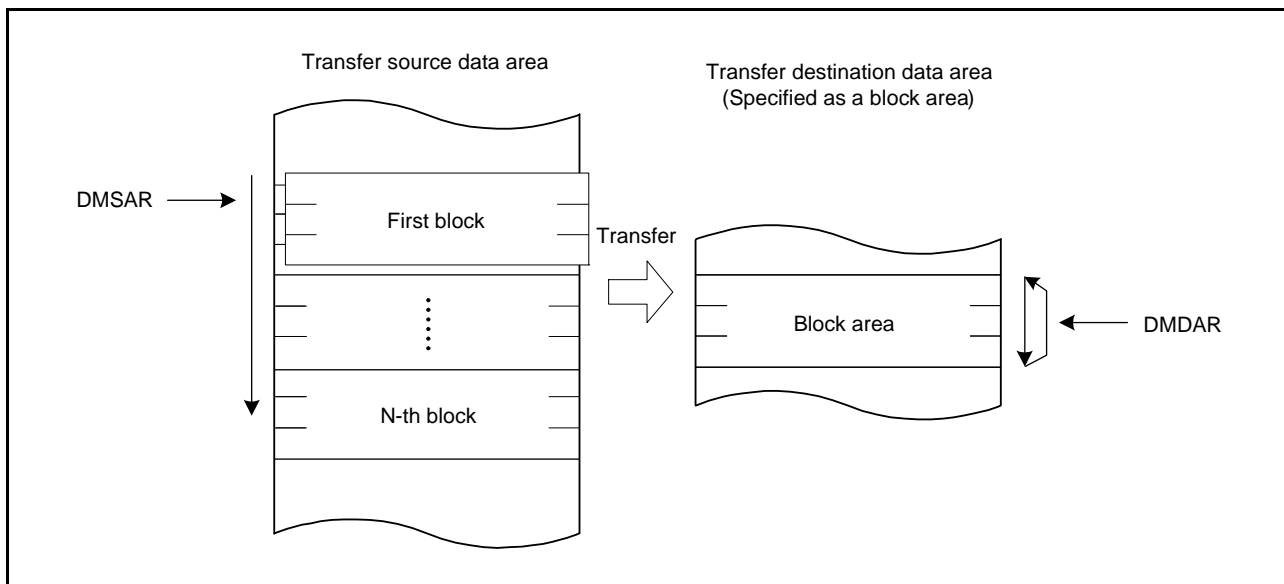 Transfer source data area
Transfer destination data area
(Specified as a block area)
DMSAR
First block
Transfer
Block area
DMDAR
N-th block